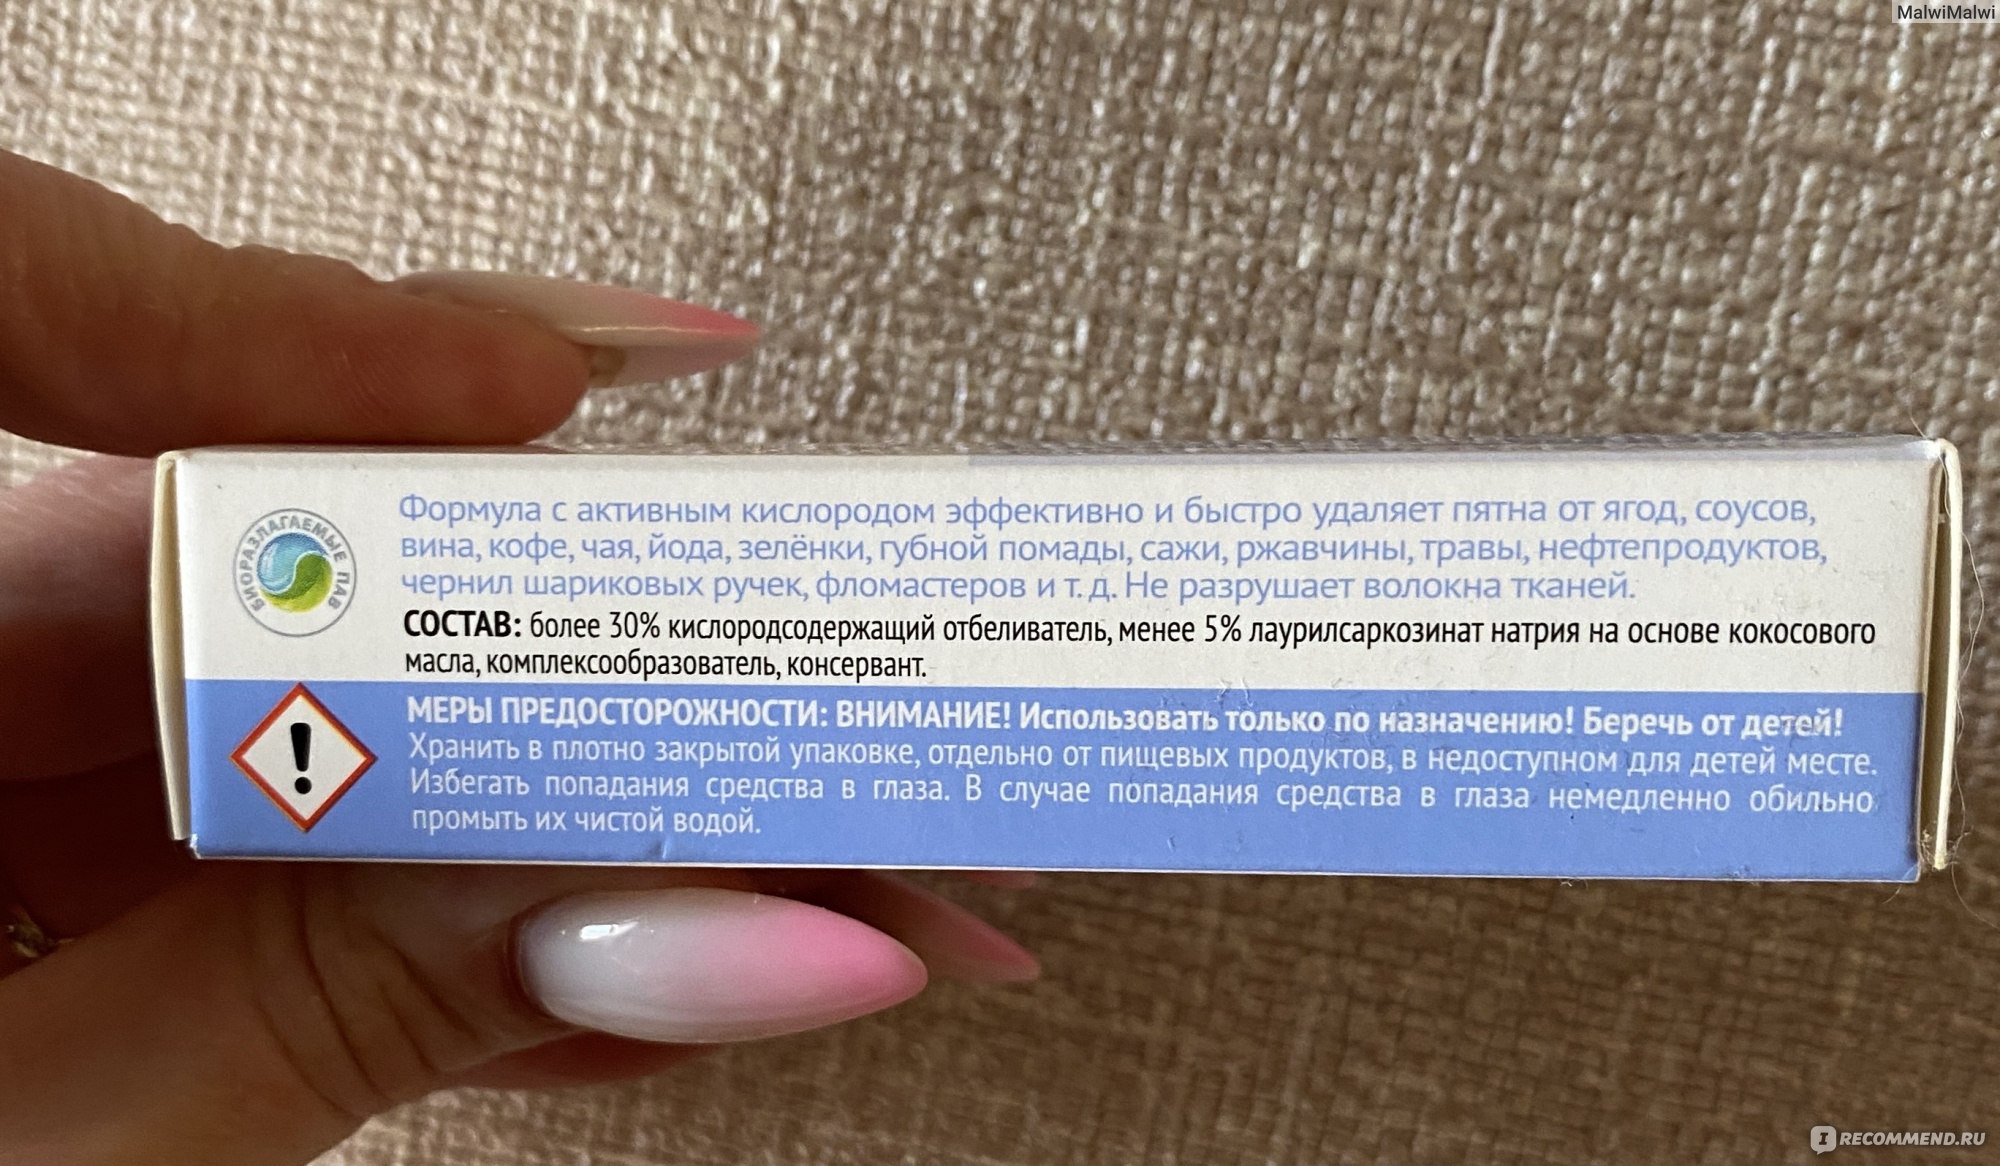 MalwiMalwi
БИОРАЗЛАГАЕМЫЕ ПАВ
Формула с активным кислородом эффективно и быстро удаляет пятна от ягод, соусов,
вина, кофе, чая, йода, зелёнки, губной помады, сажи, ржавчины, травы, нефтепродуктов,
чернил шариковых ручек, фломастеров и т. д. Не разрушает волокна тканей.
СОСТАВ: более 30% кислородсодержащий отбеливатель, менее 5% лаурилсаркозинат натрия на основе кокосового
масла, комплексообразователь, консервант.
МЕРЫ ПРЕДОСТОРОЖНОСТИ: ВНИМАНИЕ! Использовать только по назначению! Беречь от детей!
Хранить в плотно закрытой упаковке, отдельно от пищевых продуктов, в недоступном для детей месте.
Избегать попадания средства в глаза. В случае попадания средства в глаза немедленно обильно
промыть их чистой водой.
IRECOMMEND.RU